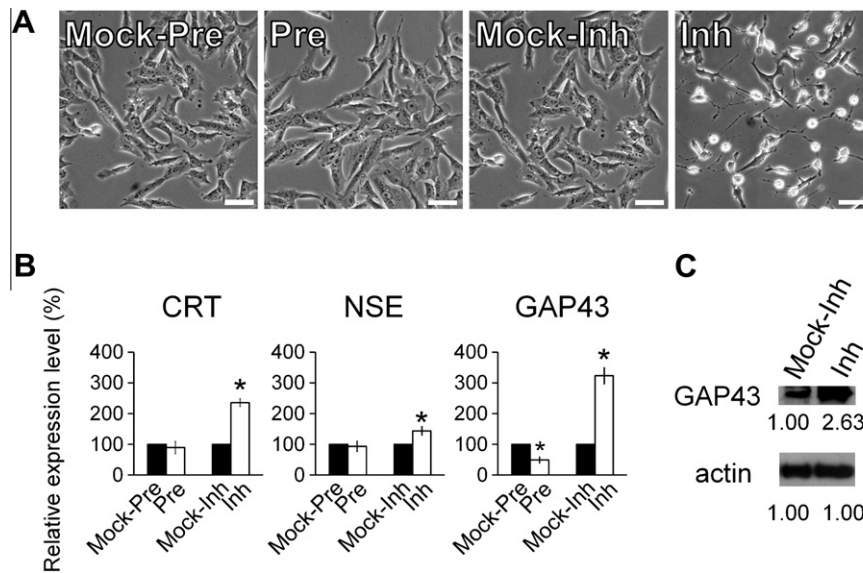 A
Mock-Pre Pre Mock-Inh Inh
B
Relative expression level (%)
CRT NSE GAP43
400 400 400
300 300 300
200 200 200
100 100 100
0 0 0
* * * *
Mock-Pre Pre Mock-Inh Inh Mock-Pre Pre Mock-Inh Inh Mock-Pre Pre Mock-Inh Inh
C
Mock-Inh Inh
GAP43
1.00 2.63
actin
1.00 1.00